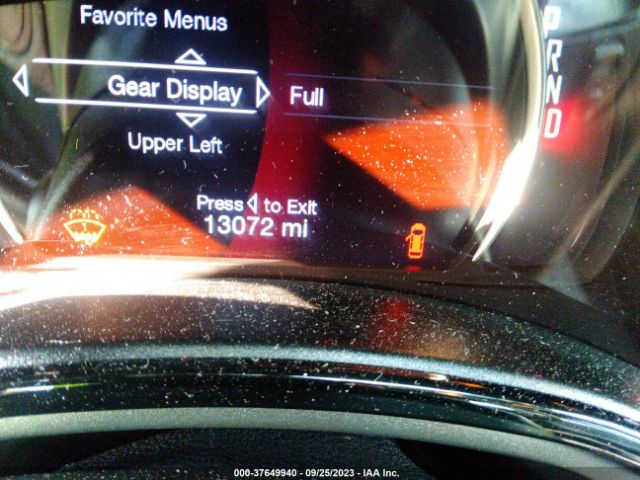 Favorite Menus
Gear Display
Full
Upper Left
Press ◁ to Exit
13072 mi
P
R
N
D
000-37649940 - 09/25/2023 - IAA Inc.